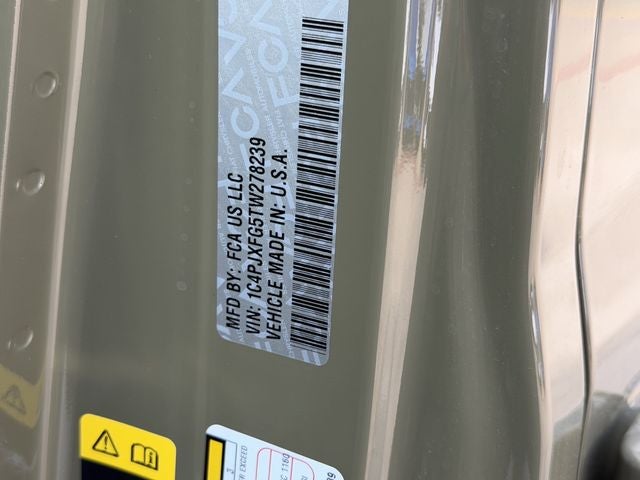 MFD BY: FCA US LLC
VIN: 1C4PJXFG5TW278239
VEHICLE MADE IN: U.S.A.